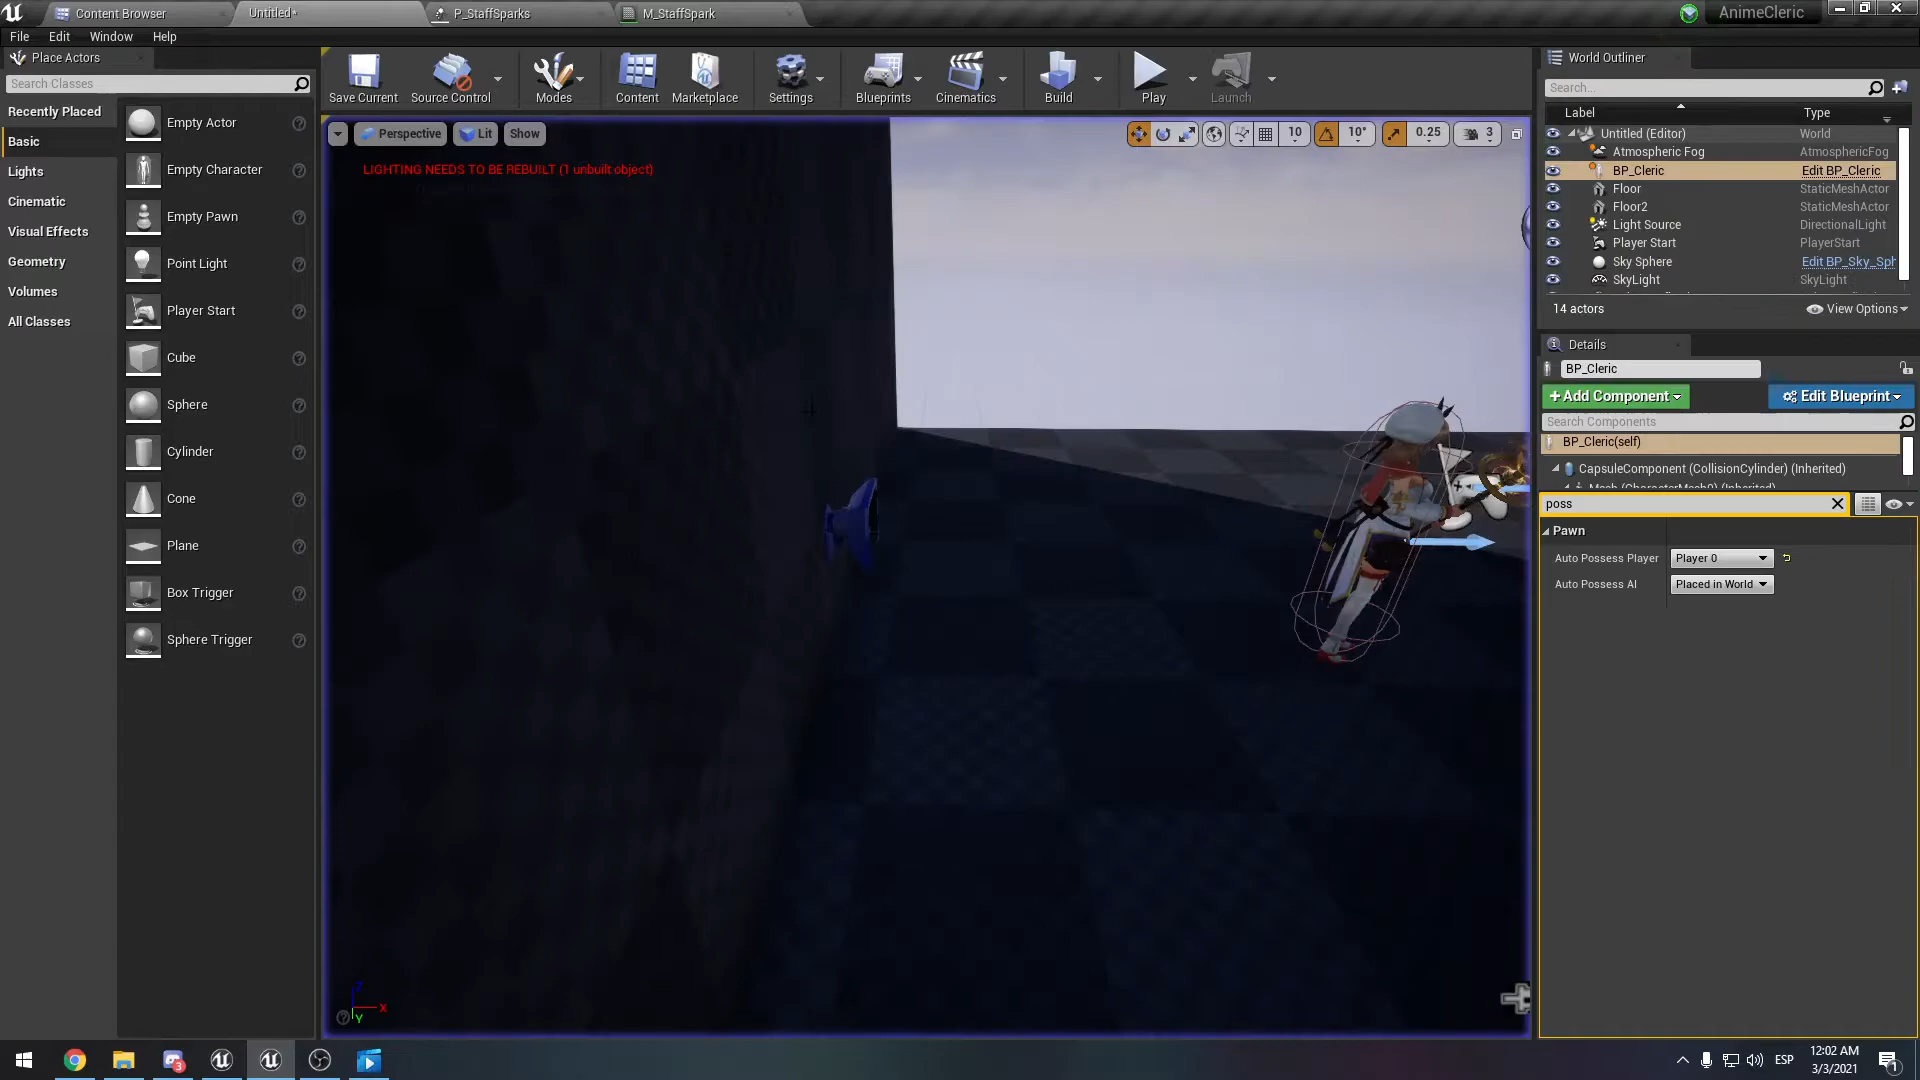 Content Browser
Untitled*
P_StaffSparks
M_StaffSpark
AnimeCleric
File
Edit
Window
Help
Place Actors
Search Classes
Recently Placed
Basic
Lights
Cinematic
Visual Effects
Geometry
Volumes
All Classes
Empty Actor
Empty Character
Empty Pawn
Point Light
Player Start
Cube
Sphere
Cylinder
Cone
Plane
Box Trigger
Sphere Trigger
Save Current
Source Control
Modes
Content
Marketplace
Settings
Blueprints
Cinematics
Build
Play
Launch
Perspective
Lit
Show
10
10°
0.25
3
LIGHTING NEEDS TO BE REBUILT (1 unbuilt object)
Z
X
Y
World Outliner
Search...
Label
Type
Untitled (Editor)
World
Atmospheric Fog
AtmosphericFog
BP_Cleric
Edit BP_Cleric
Floor
StaticMeshActor
Floor2
StaticMeshActor
Light Source
DirectionalLight
Player Start
PlayerStart
Sky Sphere
Edit BP_Sky_Sph
SkyLight
SkyLight
14 actors
View Options
Details
BP_Cleric
+Add Component
Edit Blueprint
Search Components
BP_Cleric(self)
CapsuleComponent (CollisionCylinder) (Inherited)
Mesh (CharacterMesh0) (Inherited)
poss
Pawn
Auto Possess Player
Player 0
Auto Possess AI
Placed in World
3
ESP
12:02 AM
3/3/2021
1